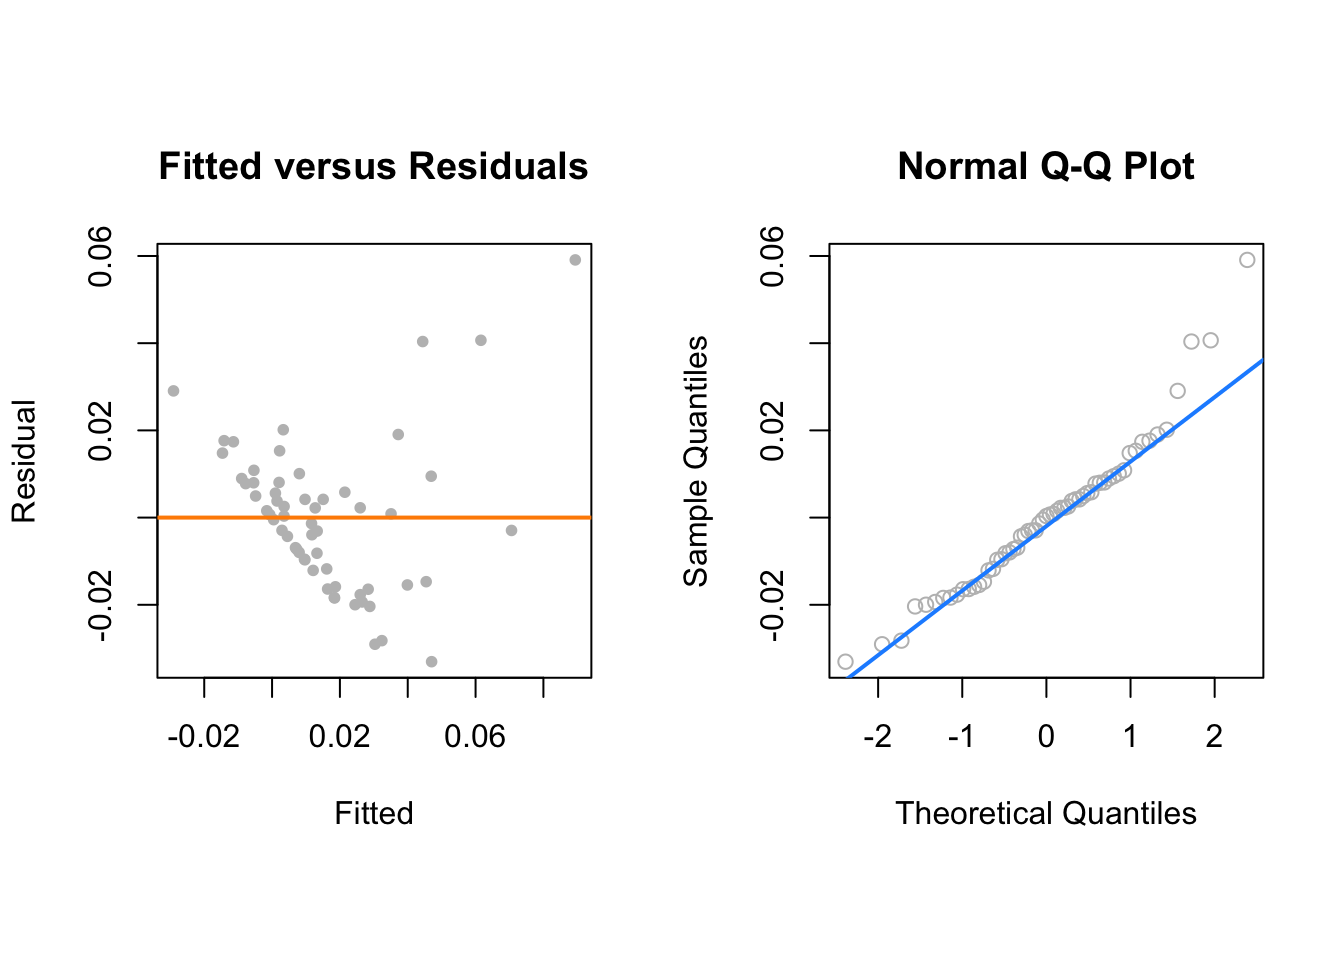 Fitted versus Residuals
Residual
0.06
0.02
-0.02
-0.02 0.02 0.06
Fitted
Normal Q-Q Plot
Sample Quantiles
0.06
0.02
-0.02
-2 -1 0 1 2
Theoretical Quantiles